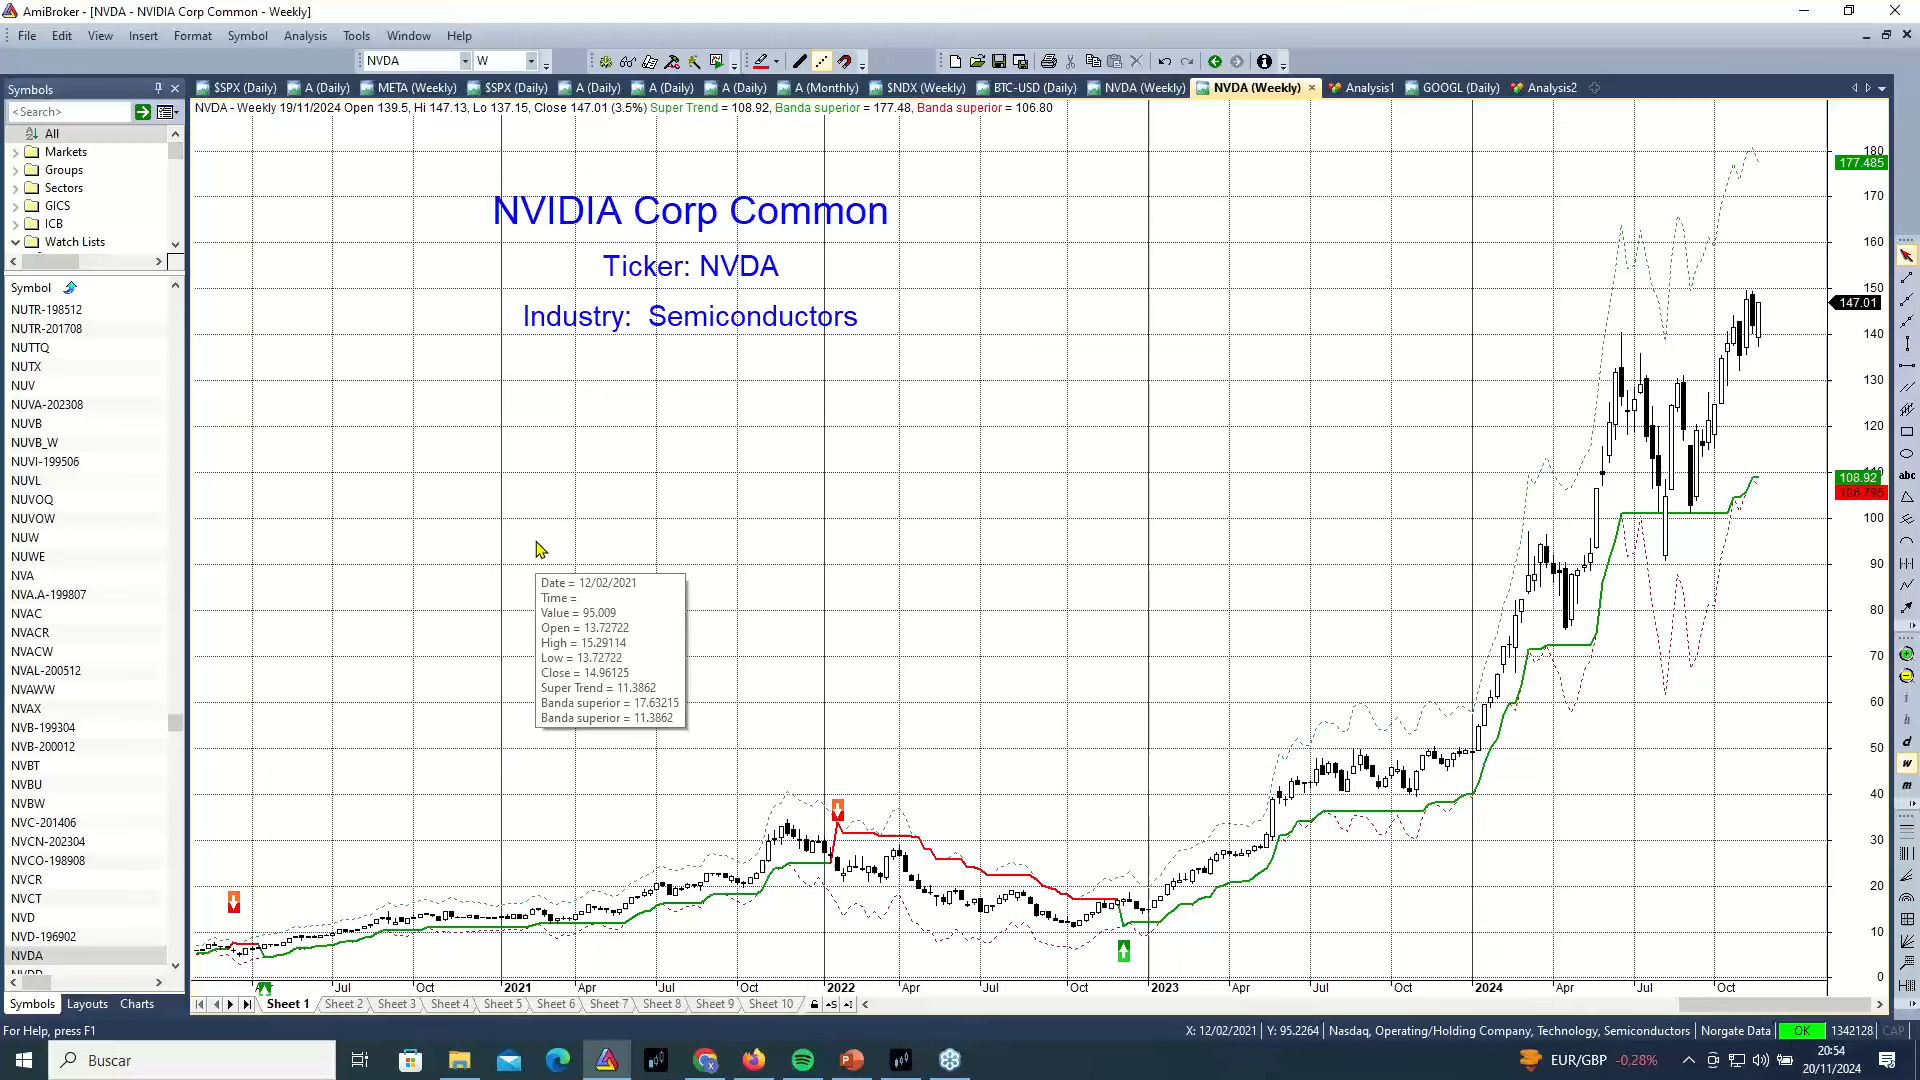 AmiBroker - [NVDA - NVIDIA Corp Common - Weekly]
File Edit View Insert Format Symbol Analysis Tools Window Help
NVDA W
Symbols
$SPX (Daily) A (Daily) META (Weekly) $SPX (Daily) A (Daily) A (Daily) A (Daily) A (Monthly) $NDX (Weekly) BTC-USD (Daily) NVDA (Weekly) NVDA (Weekly) Analysis1 GOOGL (Daily) Analysis2
<Search>
NVDA - Weekly 19/11/2024 Open 139.5, Hi 147.13, Lo 137.15, Close 147.01 (3.5%) Super Trend = 108.92, Banda superior = 177.48, Banda superior = 106.80
All
Markets
Groups
Sectors
GICS
ICB
Watch Lists
Symbol
NUTR-198512
NUTR-201708
NUTTQ
NUTX
NUV
NUVA-202308
NUVB
NUVB_W
NUVI-199506
NUVL
NUVOQ
NUVOW
NUW
NUWE
NVA
NVA.A-199807
NVAC
NVACR
NVACW
NVAL-200512
NVAWW
NVAX
NVB-199304
NVB-200012
NVBT
NVBU
NVBW
NVC-201406
NVCN-202304
NVCO-198908
NVCR
NVCT
NVD
NVD-196902
NVDA
Symbols Layouts Charts
NVIDIA Corp Common
Ticker: NVDA
Industry: Semiconductors
Date = 12/02/2021
Time =
Value = 95.009
Open = 13.72722
High = 15.29114
Low = 13.72722
Close = 14.96125
Super Trend = 11.3862
Banda superior = 17.63215
Banda superior = 11.3862
180
177.485
170
160
150
147.01
140
130
120
108.92
106.795
100
90
80
70
60
50
40
30
20
10
0
abc
i
h
d
w
m
Jul Oct 2021 Apr Jul Oct 2022 Apr Jul Oct 2023 Apr Jul Oct 2024 Apr Jul Oct
Sheet 1 Sheet 2 Sheet 3 Sheet 4 Sheet 5 Sheet 6 Sheet 7 Sheet 8 Sheet 9 Sheet 10
For Help, press F1
X: 12/02/2021 Y: 95.2264 Nasdaq, Operating/Holding Company, Technology, Semiconductors Norgate Data OK 1342128 CAP
Buscar
EUR/GBP -0,28%
20:54
20/11/2024